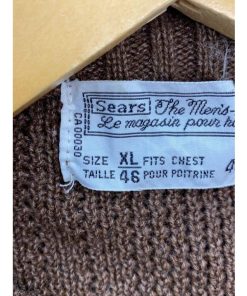 Sears The Men's
Le magasin pour
CA00030
SIZE XL FITS CHEST
TAILLE 46 POUR POITRINE